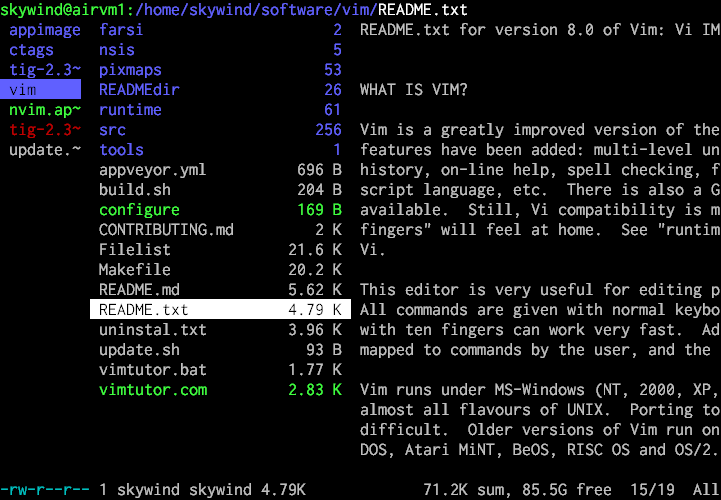 skywind@airvm1:/home/skywind/software/vim/README.txt
appimage farsi 2 README.txt for version 8.0 of Vim: Vi IM
ctags nsis 5
tig-2.3~ pixmaps 53
vim READMEdir 26 WHAT IS VIM?
nvim.ap~ runtime 61
tig-2.3~ src 256 Vim is a greatly improved version of the
update.~ tools 1 features have been added: multi-level un
appveyor.yml 696 B history, on-line help, spell checking, f
build.sh 204 B script language, etc. There is also a G
configure 169 B available. Still, Vi compatibility is m
CONTRIBUTING.md 2 K fingers" will feel at home. See "runtim
Filelist 21.6 K Vi.
Makefile 20.2 K
README.md 5.62 K This editor is very useful for editing p
README.txt 4.79 K All commands are given with normal keybo
uninstal.txt 3.96 K with ten fingers can work very fast. Ad
update.sh 93 B mapped to commands by the user, and the
vimtutor.bat 1.77 K
vimtutor.com 2.83 K Vim runs under MS-Windows (NT, 2000, XP,
almost all flavours of UNIX. Porting to
difficult. Older versions of Vim run on
DOS, Atari MiNT, BeOS, RISC OS and OS/2.
-rw-r--r-- 1 skywind skywind 4.79K 71.2K sum, 85.5G free 15/19 All